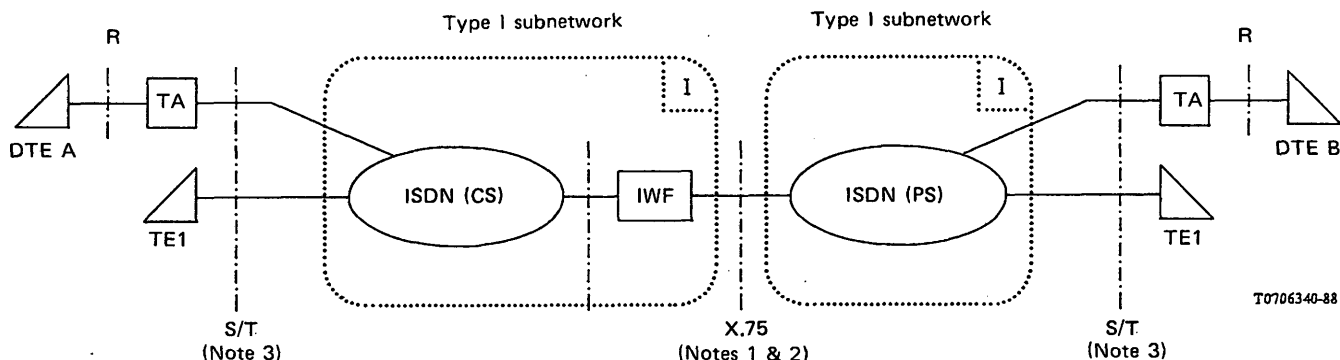 Type I subnetwork
Type I subnetwork
R
R
I
I
TA
TA
DTE A
DTE B
ISDN (CS)
IWF
ISDN (PS)
TE1
TE1
T0706340-88
S/T
(Note 3)
X.75
(Notes 1 & 2)
S/T
(Note 3)